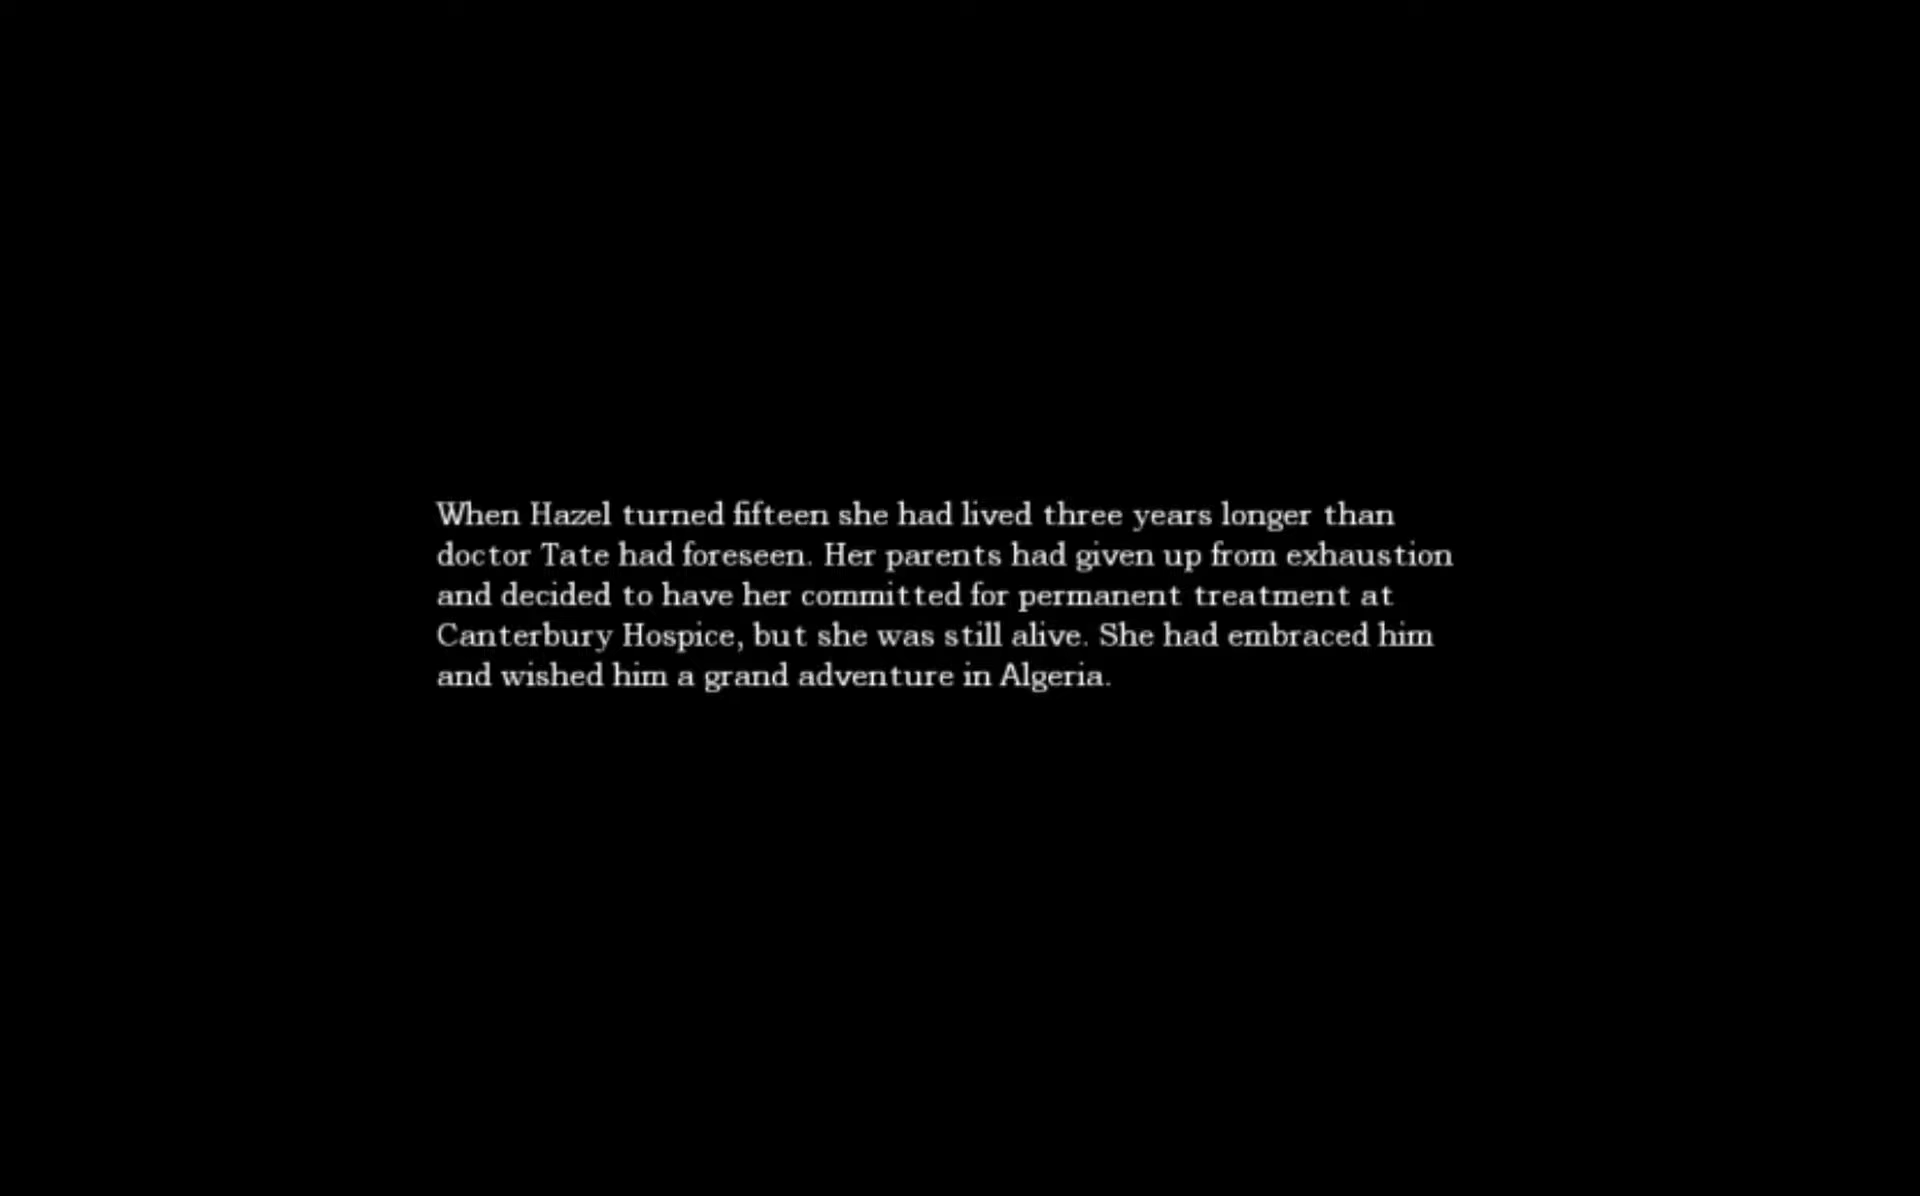 When Hazel turned fifteen she had lived three years longer than
doctor Tate had foreseen. Her parents had given up from exhaustion
and decided to have her committed for permanent treatment at
Canterbury Hospice, but she was still alive. She had embraced him
and wished him a grand adventure in Algeria.